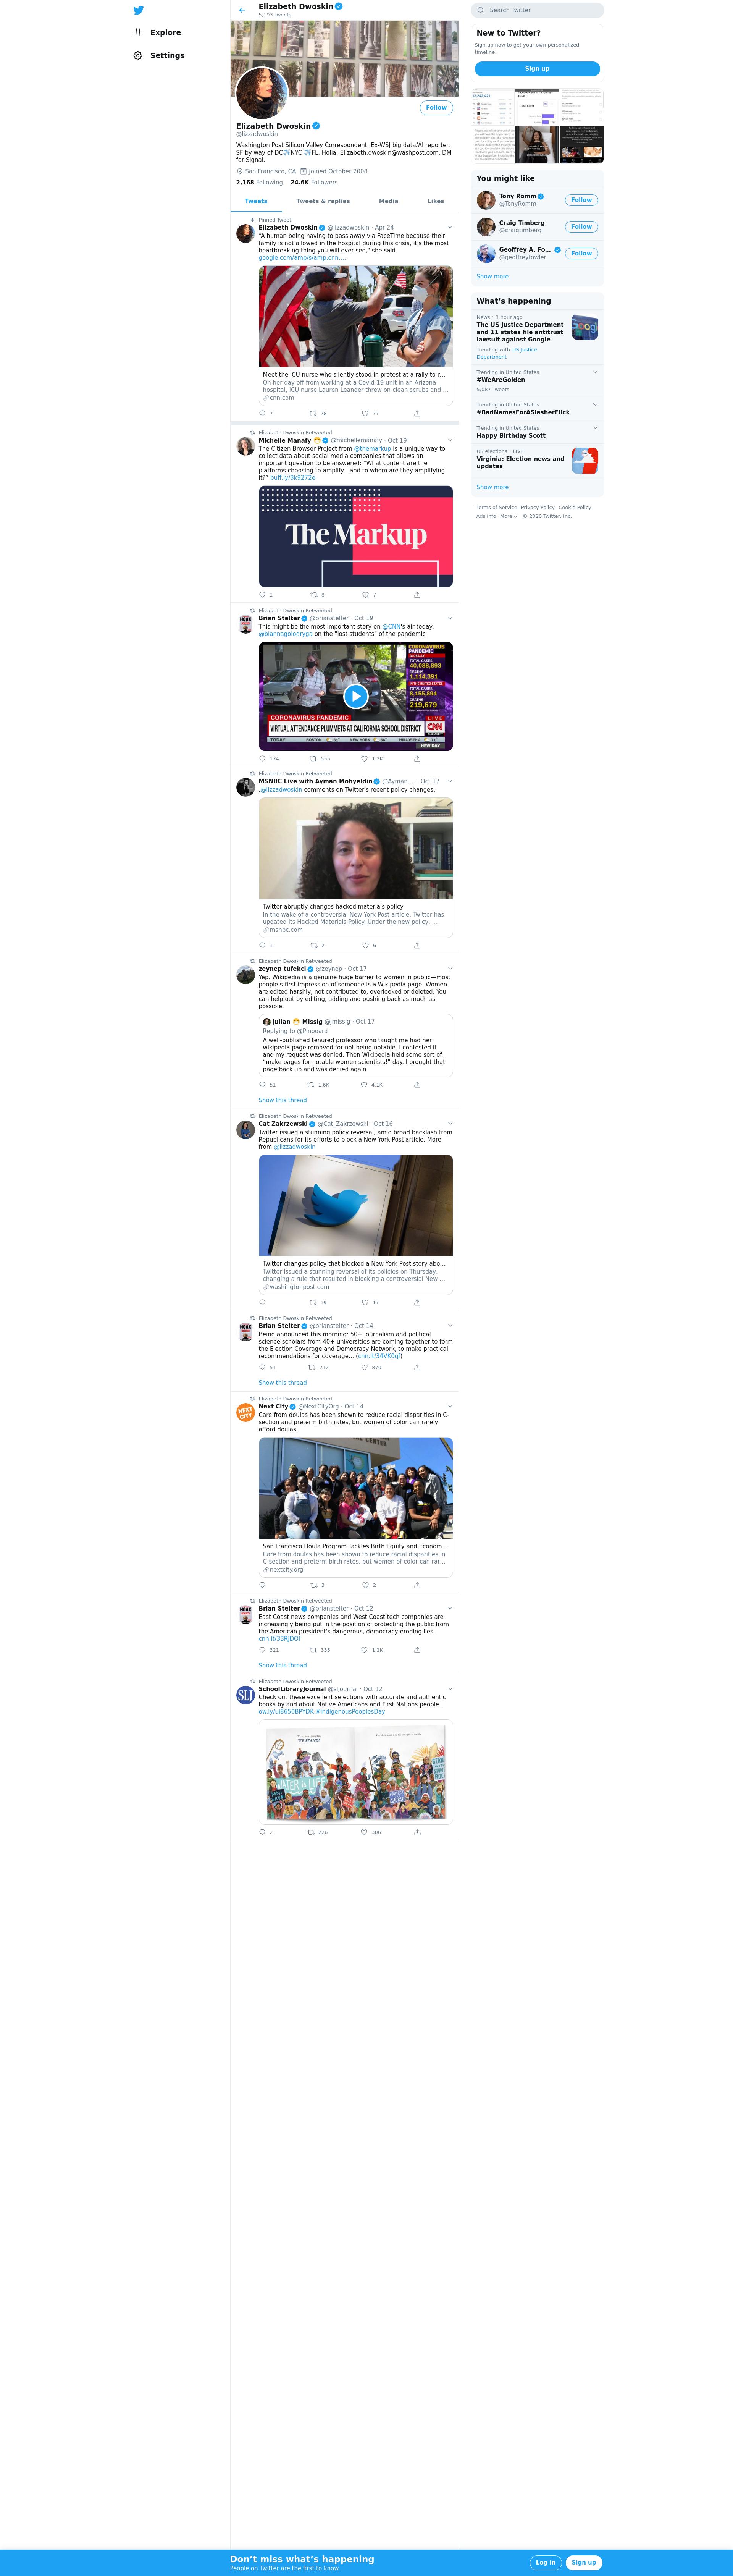 Explore
Settings
Elizabeth Dwoskin
5,193 Tweets
Follow
Elizabeth Dwoskin
@lizzadwoskin
Washington Post Silicon Valley Correspondent. Ex-WSJ big data/AI reporter.
SF by way of DC✈️NYC ✈️FL. Holla: Elizabeth.dwoskin@washpost.com. DM
for Signal.
San Francisco, CA Joined October 2008
2,168 Following 24.6K Followers
Tweets Tweets & replies Media Likes
Pinned Tweet
Elizabeth Dwoskin @lizzadwoskin · Apr 24
"A human being having to pass away via FaceTime because their
family is not allowed in the hospital during this crisis, it's the most
heartbreaking thing you will ever see," she said
google.com/amp/s/amp.cnn.…..
Meet the ICU nurse who silently stood in protest at a rally to r…
On her day off from working at a Covid-19 unit in an Arizona
hospital, ICU nurse Lauren Leander threw on clean scrubs and …
cnn.com
7 28 77
Elizabeth Dwoskin Retweeted
Michelle Manafy 😷 @michellemanafy · Oct 19
The Citizen Browser Project from @themarkup is a unique way to
collect data about social media companies that allows an
important question to be answered: "What content are the
platforms choosing to amplify—and to whom are they amplifying
it?" buff.ly/3k9272e
The Markup
1 8 7
Elizabeth Dwoskin Retweeted
Brian Stelter @brianstelter · Oct 19
This might be the most important story on @CNN's air today:
@biannagolodryga on the "lost students" of the pandemic
CORONAVIRUS
PANDEMIC
GLOBALLY
TOTAL CASES
40,088,893
DEATHS
1,114,391
IN THE UNITED STATES
TOTAL CASES
8,155,894
DEATHS
219,679
CORONAVIRUS PANDEMIC
LIVE
VIRTUAL ATTENDANCE PLUMMETS AT CALIFORNIA SCHOOL DISTRICT
CNN
TODAY BOSTON NEW YORK PHILADELPHIA
NEW DAY
174 555 1.2K
Elizabeth Dwoskin Retweeted
MSNBC Live with Ayman Mohyeldin @Ayman… · Oct 17
.@lizzadwoskin comments on Twitter's recent policy changes.
Twitter abruptly changes hacked materials policy
In the wake of a controversial New York Post article, Twitter has
updated its Hacked Materials Policy. Under the new policy, …
msnbc.com
1 2 6
Elizabeth Dwoskin Retweeted
zeynep tufekci @zeynep · Oct 17
Yep. Wikipedia is a genuine huge barrier to women in public—most
people's first impression of someone is a Wikipedia page. Women
are edited harshly, not contributed to, overlooked or deleted. You
can help out by editing, adding and pushing back as much as
possible.
Julian 😷 Missig @jmissig · Oct 17
Replying to @Pinboard
A well-published tenured professor who taught me had her
wikipedia page removed for not being notable. I contested it
and my request was denied. Then Wikipedia held some sort of
"make pages for notable women scientists!" day. I brought that
page back up and was denied again.
51 1.6K 4.1K
Show this thread
Elizabeth Dwoskin Retweeted
Cat Zakrzewski @Cat_Zakrzewski · Oct 16
Twitter issued a stunning policy reversal, amid broad backlash from
Republicans for its efforts to block a New York Post article. More
from @lizzadwoskin
Twitter changes policy that blocked a New York Post story abo…
Twitter issued a stunning reversal of its policies on Thursday,
changing a rule that resulted in blocking a controversial New …
washingtonpost.com
19 17
Elizabeth Dwoskin Retweeted
Brian Stelter @brianstelter · Oct 14
Being announced this morning: 50+ journalism and political
science scholars from 40+ universities are coming together to form
the Election Coverage and Democracy Network, to make practical
recommendations for coverage... (cnn.it/34VK0qf)
51 212 870
Show this thread
Elizabeth Dwoskin Retweeted
NEXT CITY
Next City @NextCityOrg · Oct 14
Care from doulas has been shown to reduce racial disparities in C-
section and preterm birth rates, but women of color can rarely
afford doulas.
CENTER
San Francisco Doula Program Tackles Birth Equity and Econom…
Care from doulas has been shown to reduce racial disparities in
C-section and preterm birth rates, but women of color can rar…
nextcity.org
3 2
Elizabeth Dwoskin Retweeted
Brian Stelter @brianstelter · Oct 12
East Coast news companies and West Coast tech companies are
increasingly being put in the position of protecting the public from
the American president's dangerous, democracy-eroding lies.
cnn.it/33RjDOI
321 335 1.1K
Show this thread
Elizabeth Dwoskin Retweeted
SLJ
SchoolLibraryJournal @sljournal · Oct 12
Check out these excellent selections with accurate and authentic
books by and about Native Americans and First Nations people.
ow.ly/ui8650BPYDK #IndigenousPeoplesDay
WE STAND!
WATER is LIFE
2 226 306
Search Twitter
New to Twitter?
Sign up now to get your own personalized
timeline!
Sign up
You might like
Tony Romm
@TonyRomm
Follow
Craig Timberg
@craigtimberg
Follow
Geoffrey A. Fo…
@geoffreyfowler
Follow
Show more
What's happening
News · 1 hour ago
The US Justice Department
and 11 states file antitrust
lawsuit against Google
Trending with US Justice
Department
Trending in United States
#WeAreGolden
5,087 Tweets
Trending in United States
#BadNamesForASlasherFlick
Trending in United States
Happy Birthday Scott
US elections · LIVE
Virginia: Election news and
updates
Show more
Terms of Service Privacy Policy Cookie Policy
Ads info More © 2020 Twitter, Inc.
Don't miss what's happening
People on Twitter are the first to know.
Log in Sign up